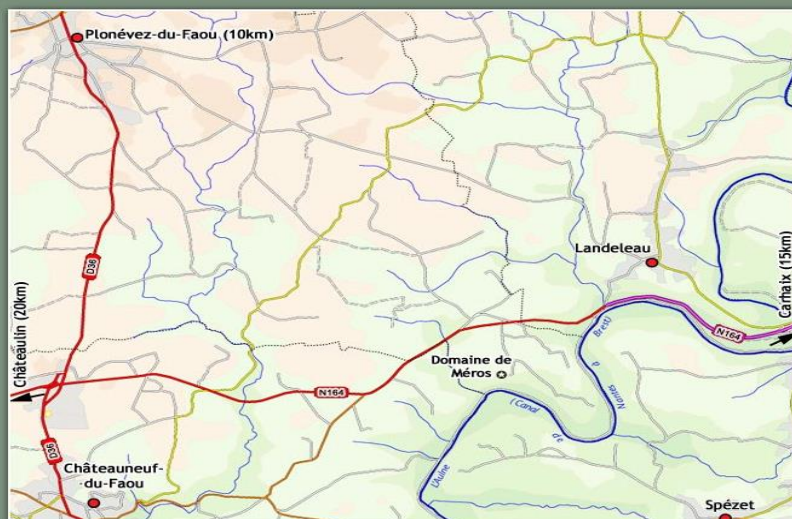 Plonévez-du-Faou (10km)
D36
Landeleau
Carhaix (15km)
Châteaulin (20km)
N164
Domaine de
Méros
N164
(Canal
de
Nantes
à
Brest)
L'Aulne
D36
Châteauneuf-
du-Faou
Spézet